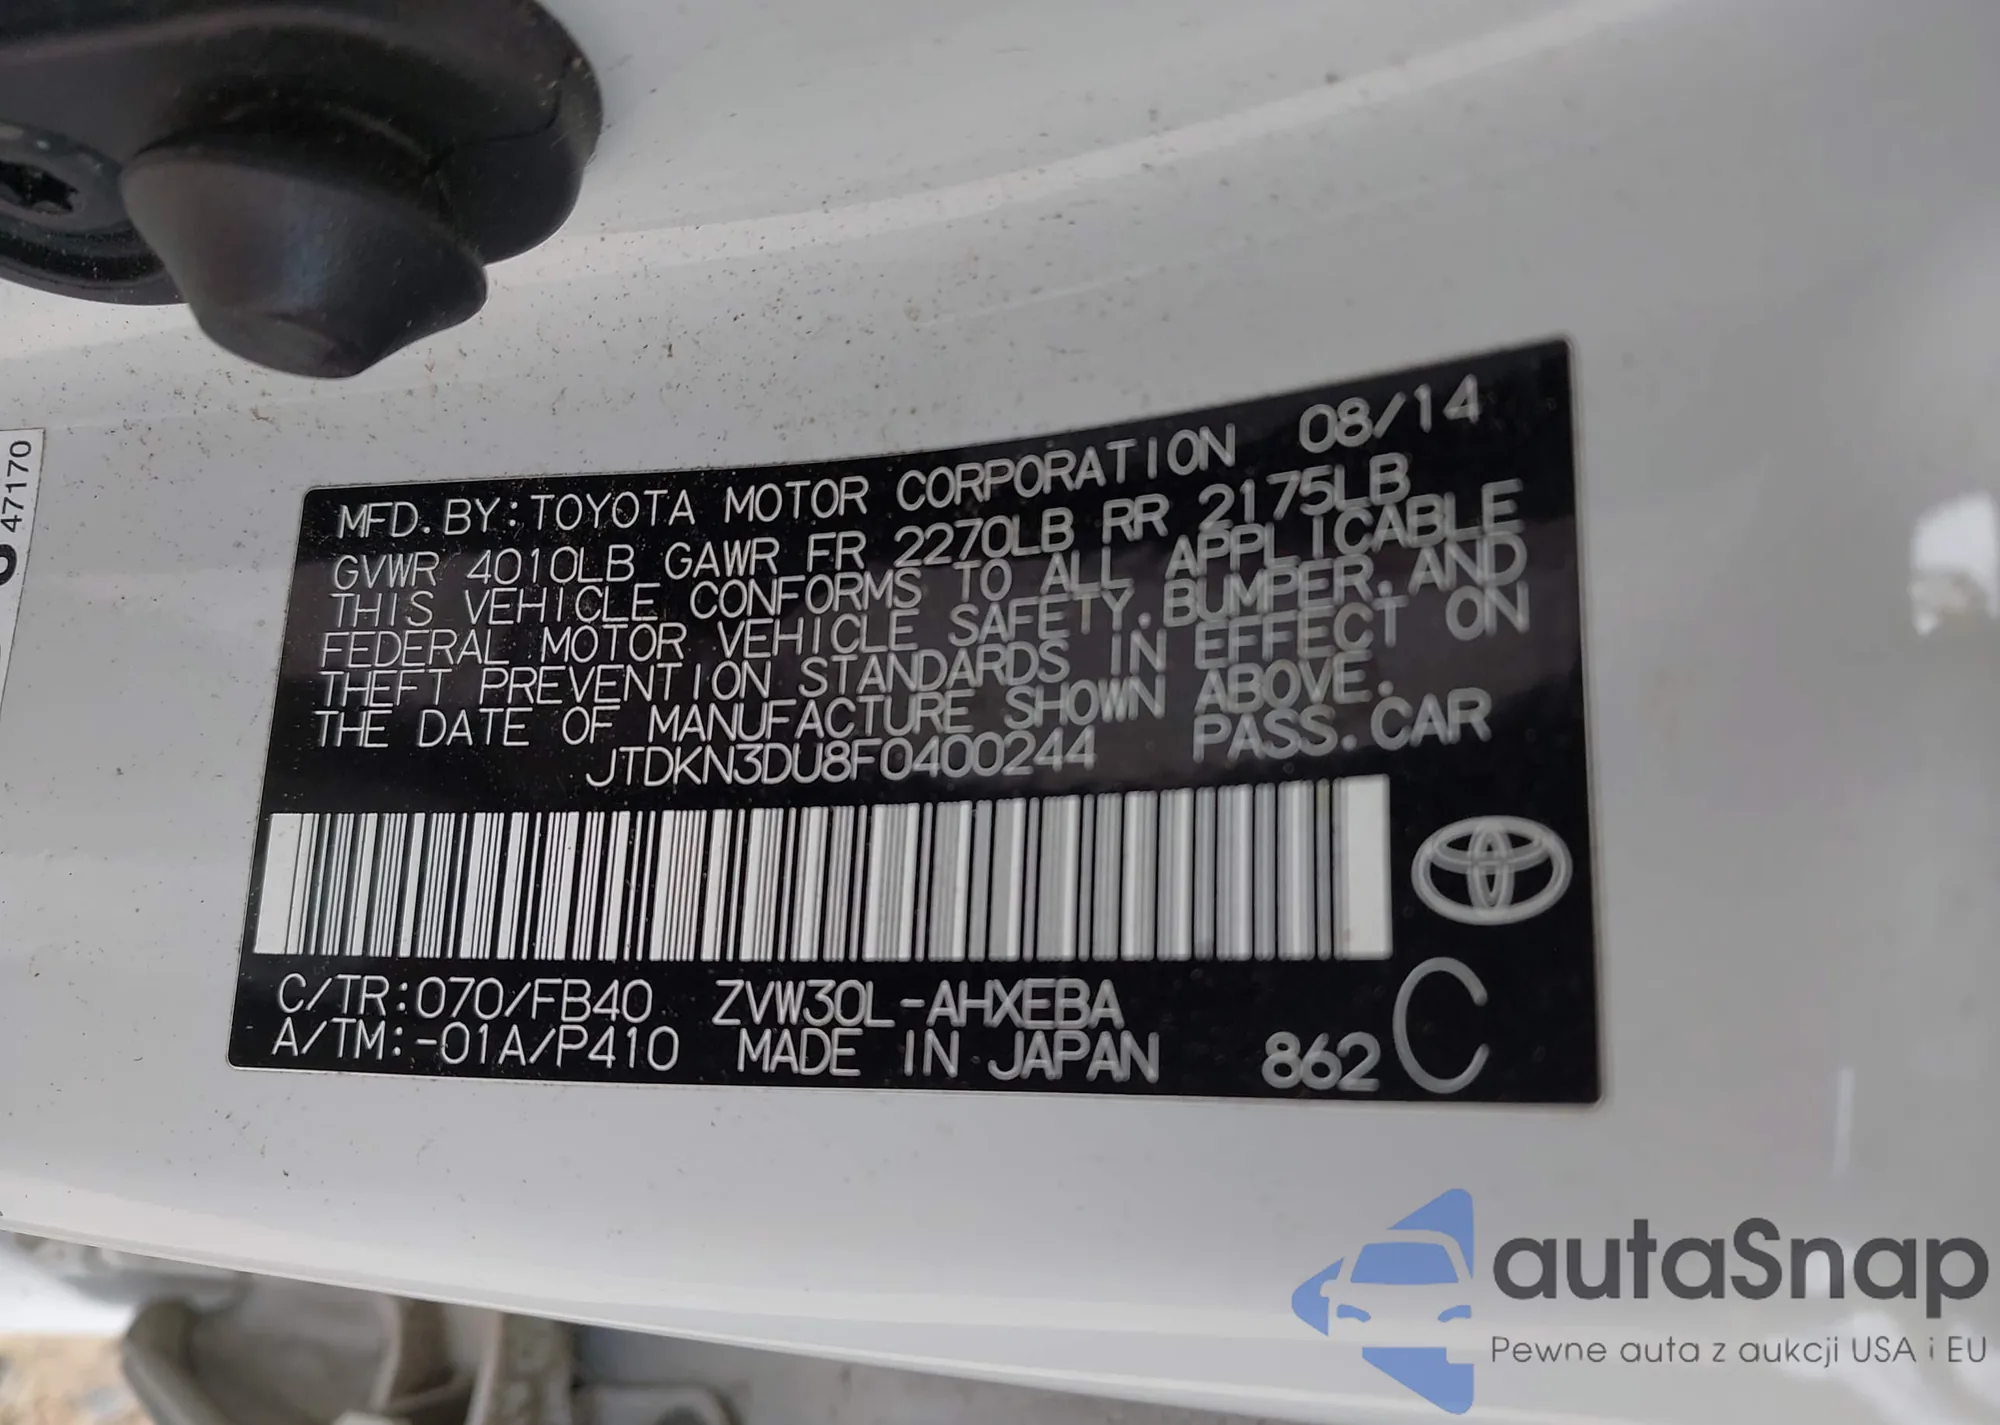 47170
MFD. BY: TOYOTA MOTOR CORPORATION 08/14
GVWR 4010LB GAWR FR 2270LB RR 2175LB
THIS VEHICLE CONFORMS TO ALL APPLICABLE
FEDERAL MOTOR VEHICLE SAFETY, BUMPER, AND
THEFT PREVENTION STANDARDS IN EFFECT ON
THE DATE OF MANUFACTURE SHOWN ABOVE.
JTDKN3DU8F0400244 PASS. CAR
C/TR: 070/FB40 ZVW30L-AHXEBA
A/TM: -01A/P410 MADE IN JAPAN 862 C
autaSnap
Pewne auta z aukcji USA i EU